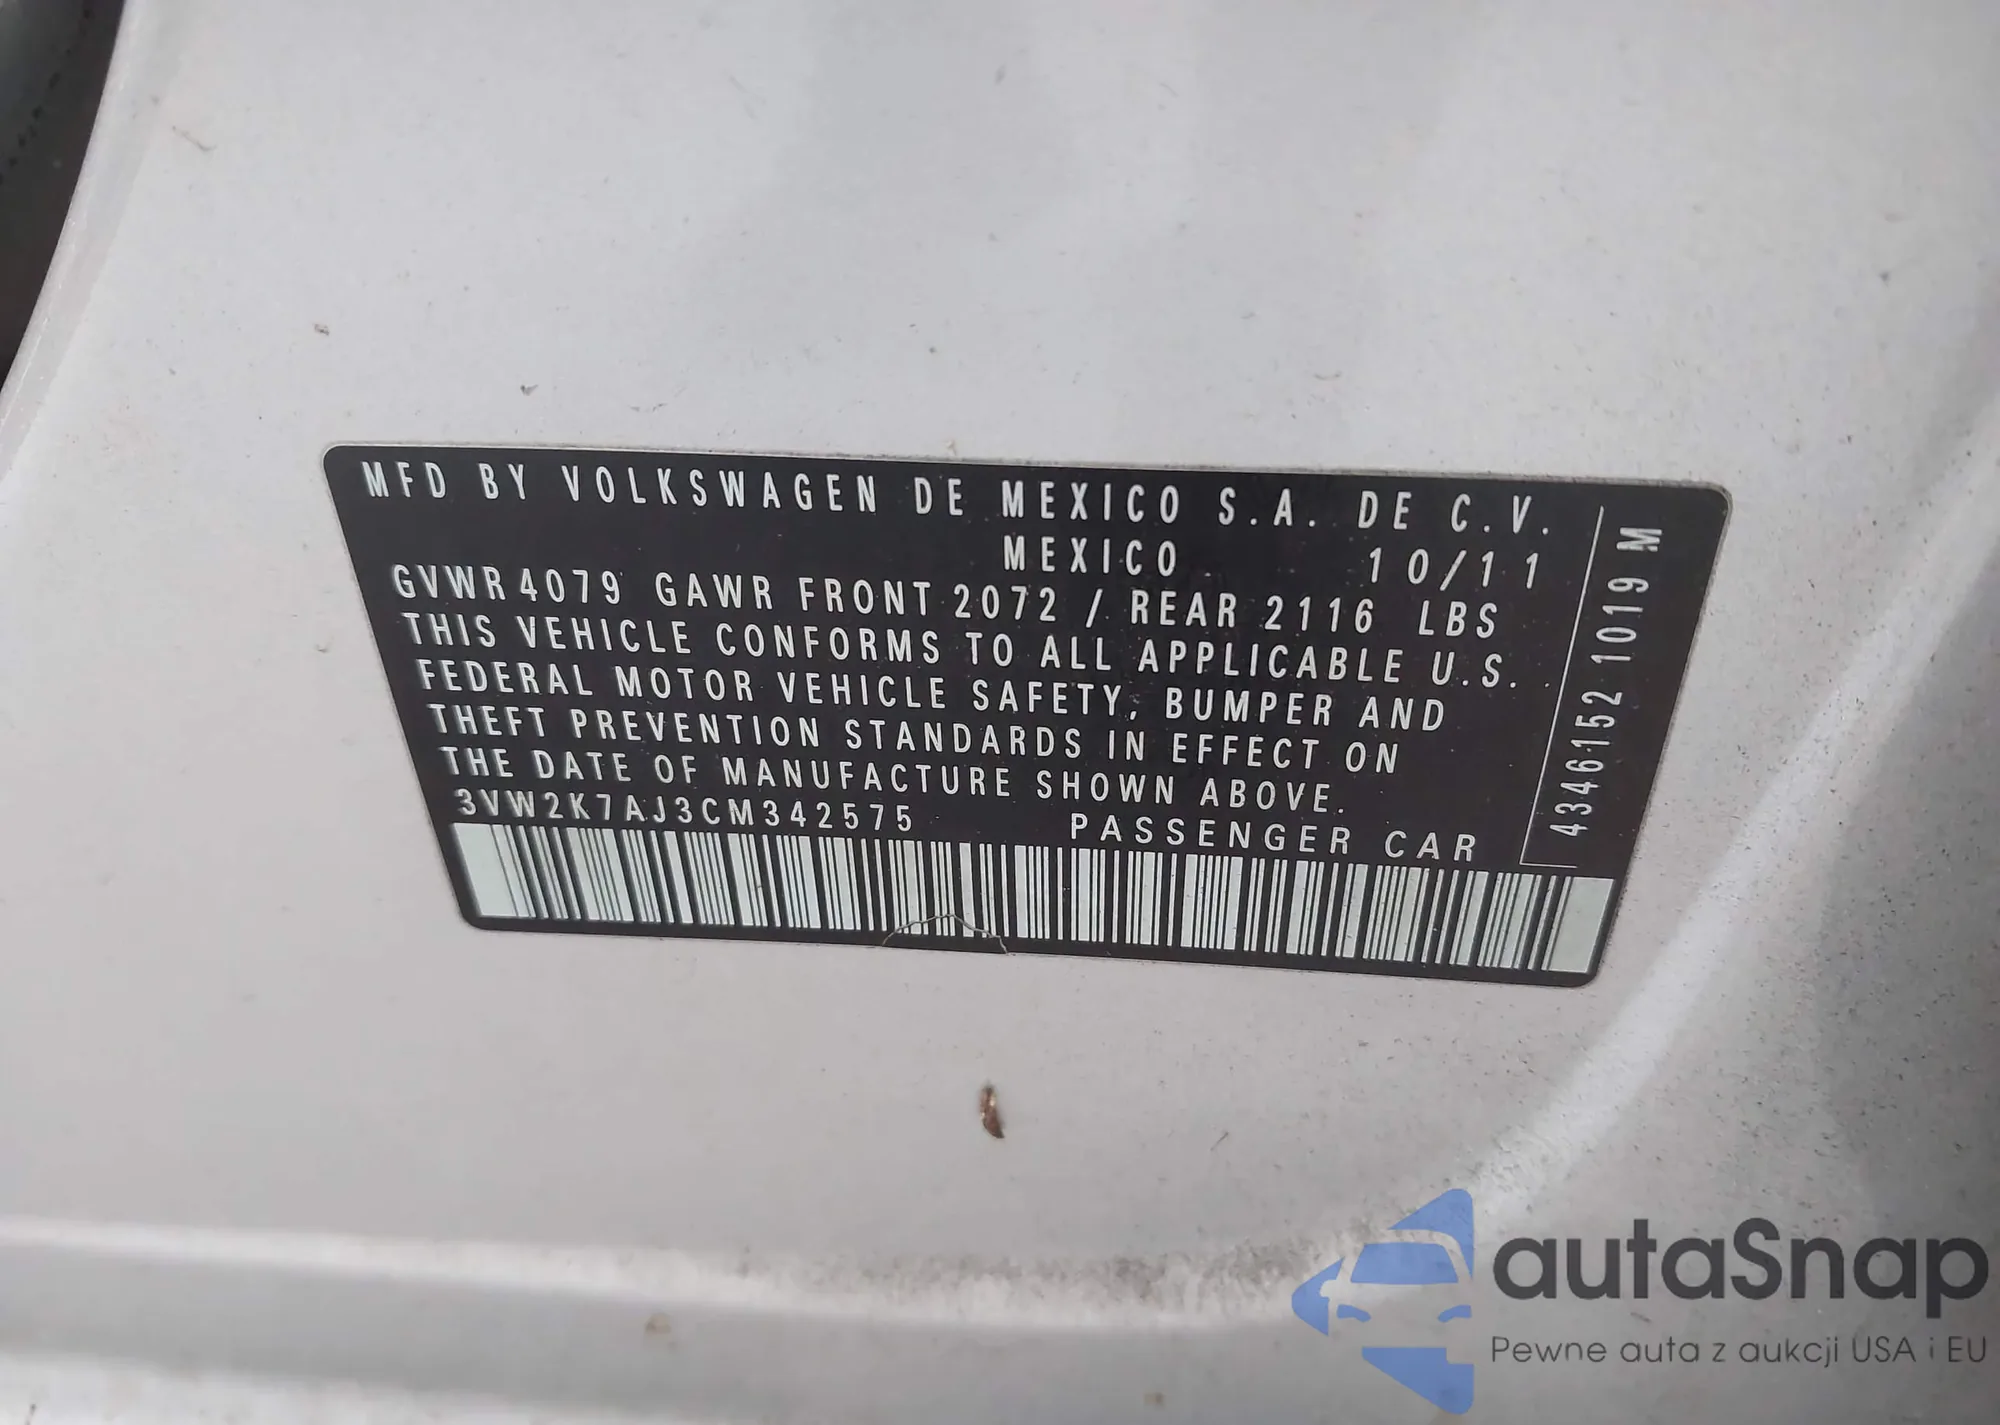 MFD BY VOLKSWAGEN DE MEXICO S.A. DE C.V.
MEXICO 10/11
GVWR 4079 GAWR FRONT 2072 / REAR 2116 LBS
THIS VEHICLE CONFORMS TO ALL APPLICABLE U.S.
FEDERAL MOTOR VEHICLE SAFETY, BUMPER AND
THEFT PREVENTION STANDARDS IN EFFECT ON
THE DATE OF MANUFACTURE SHOWN ABOVE.
3VW2K7AJ3CM342575 PASSENGER CAR
4346152 1019 M
autaSnap
Pewne auta z aukcji USA i EU